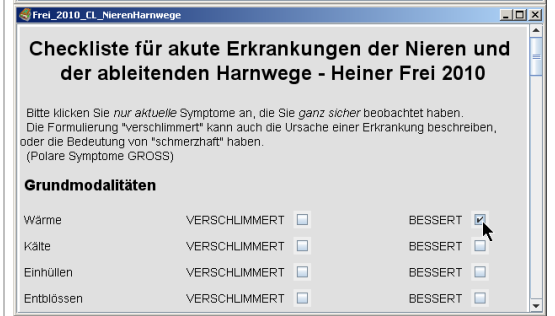 Frei_2010_CL_NierenHarnwege
Checkliste für akute Erkrankungen der Nieren und
der ableitenden Harnwege - Heiner Frei 2010
Bitte klicken Sie nur aktuelle Symptome an, die Sie ganz sicher beobachtet haben.
Die Formulierung "verschlimmert" kann auch die Ursache einer Erkrankung beschreiben,
oder die Bedeutung von "schmerzhaft" haben.
(Polare Symptome GROSS)
Grundmodalitäten
Wärme VERSCHLIMMERT BESSERT
Kälte VERSCHLIMMERT BESSERT
Einhüllen VERSCHLIMMERT BESSERT
Entblössen VERSCHLIMMERT BESSERT